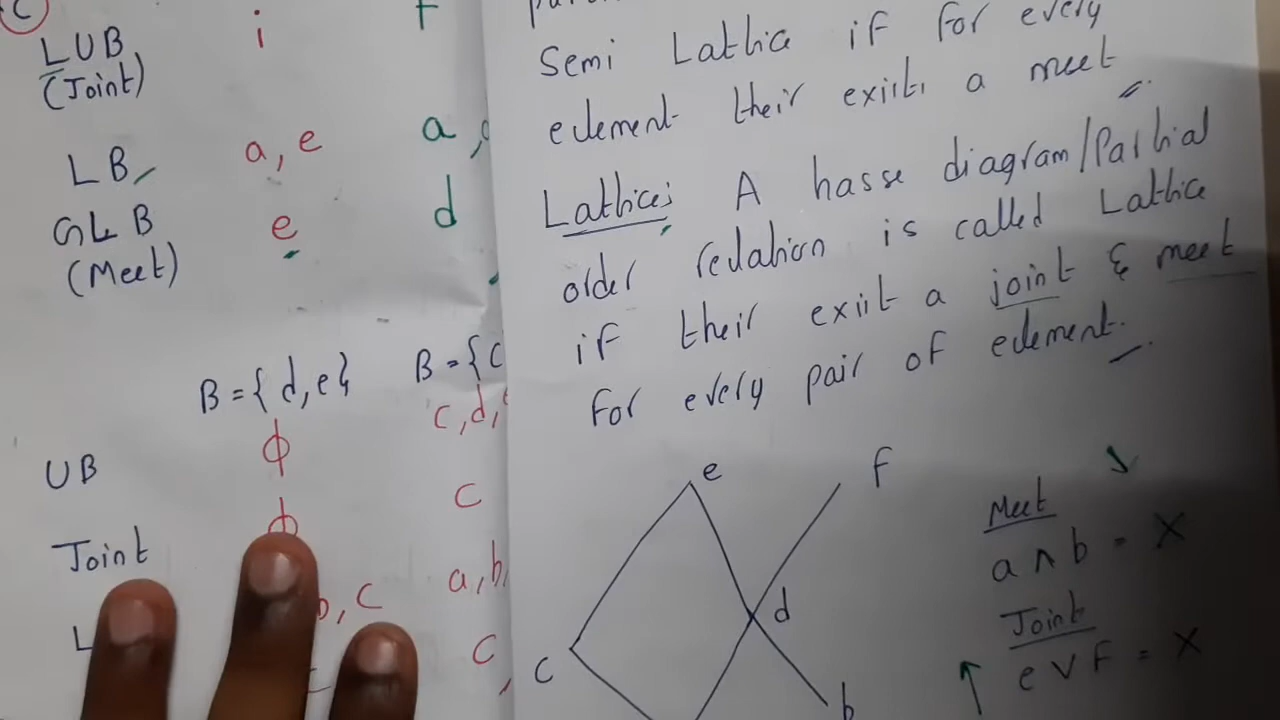 C
LUB i f
(Joint)
LB a, e a,
GLB e d
(Meet)
B = {d, e} B = {C
UB ϕ c, d,
Joint ϕ C
L b, C a, b,
C C,
Semi Lattice if for every
element their exist a meet
Lattice: A hasse diagram/Partial
order relation is called Lattice
if their exist a joint & meet
for every pair of element.
e f
d
c
b
Meet
a ∧ b = X
Joint
e ∨ f = X